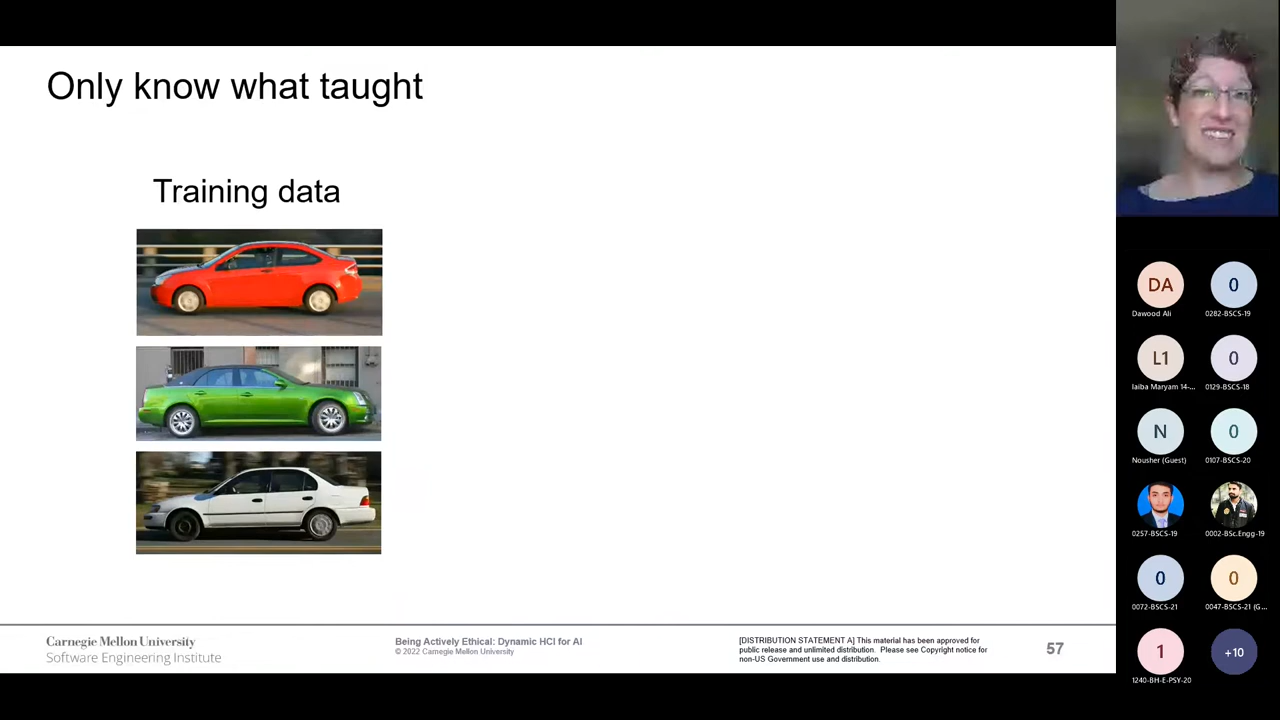 Only know what taught
Training data
Carnegie Mellon University
Software Engineering Institute
Being Actively Ethical: Dynamic HCI for AI
© 2022 Carnegie Mellon University
[DISTRIBUTION STATEMENT A] This material has been approved for
public release and unlimited distribution.  Please see Copyright notice for
non-US Government use and distribution.
57
DA
Dawood Ali
0
0282-BSCS-19
L1
laiba Maryam 14-...
0
0129-BSCS-18
N
Nousher (Guest)
0
0107-BSCS-20
0257-BSCS-19
0002-BSc.Engg-19
0
0072-BSCS-21
0
0047-BSCS-21 (G...
1
1240-BH-E-PSY-20
+10